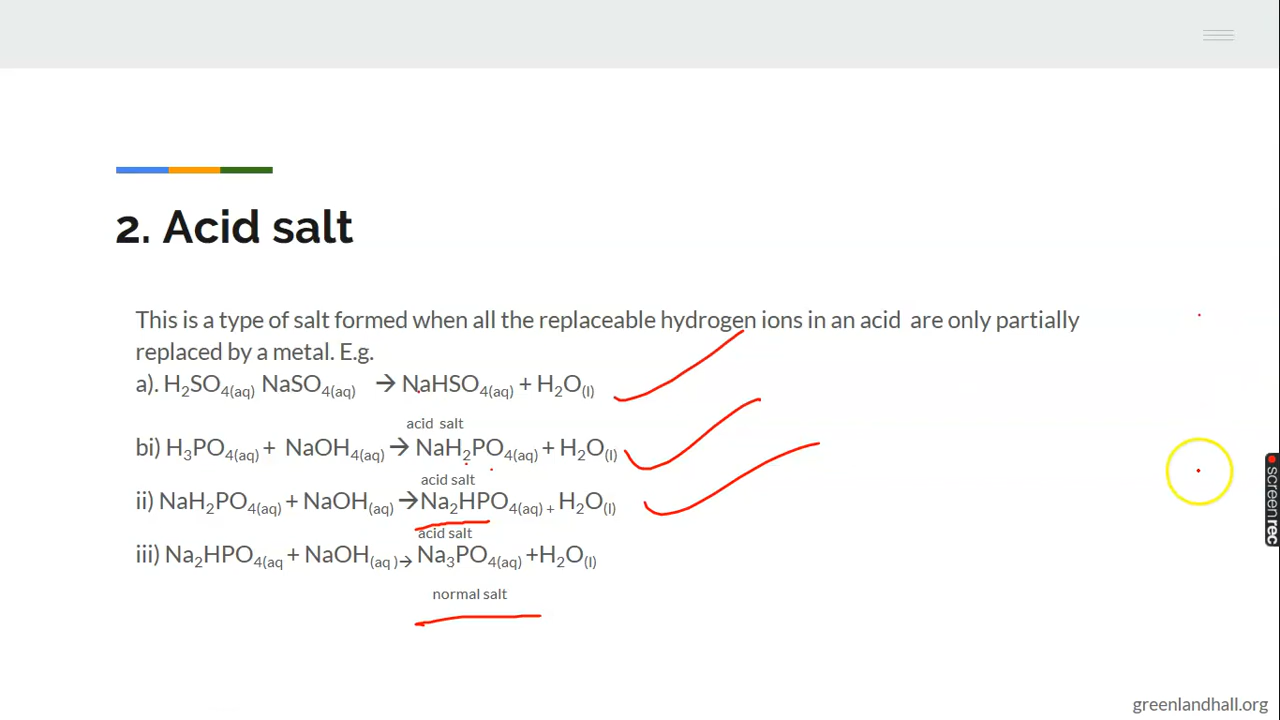 2. Acid salt
This is a type of salt formed when all the replaceable hydrogen ions in an acid are only partially
replaced by a metal. E.g.
a). H₂SO₄(aq) NaSO₄(aq) → NaHSO₄(aq) + H₂O(l)
acid salt
bi) H₃PO₄(aq) + NaOH₄(aq) → NaH₂PO₄(aq) + H₂O(l)
acid salt
ii) NaH₂PO₄(aq) + NaOH(aq) →Na₂HPO₄(aq) + H₂O(l)
acid salt
iii) Na₂HPO₄(aq + NaOH(aq )→ Na₃PO₄(aq) +H₂O(l)
normal salt
screenrec
greenlandhall.org